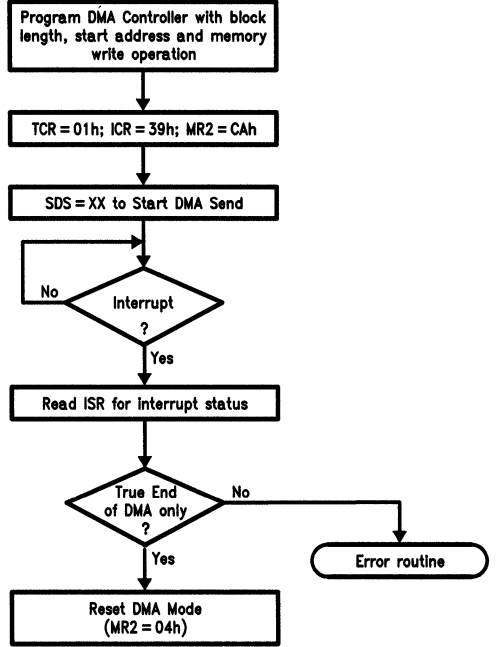 Program DMA Controller with block
length, start address and memory
write operation
TCR = 01h; ICR = 39h; MR2 = CAh
SDS = XX to Start DMA Send
Interrupt
?
No
Yes
Read ISR for interrupt status
True End
of DMA only
?
No
Yes
Error routine
Reset DMA Mode
(MR2 = 04h)